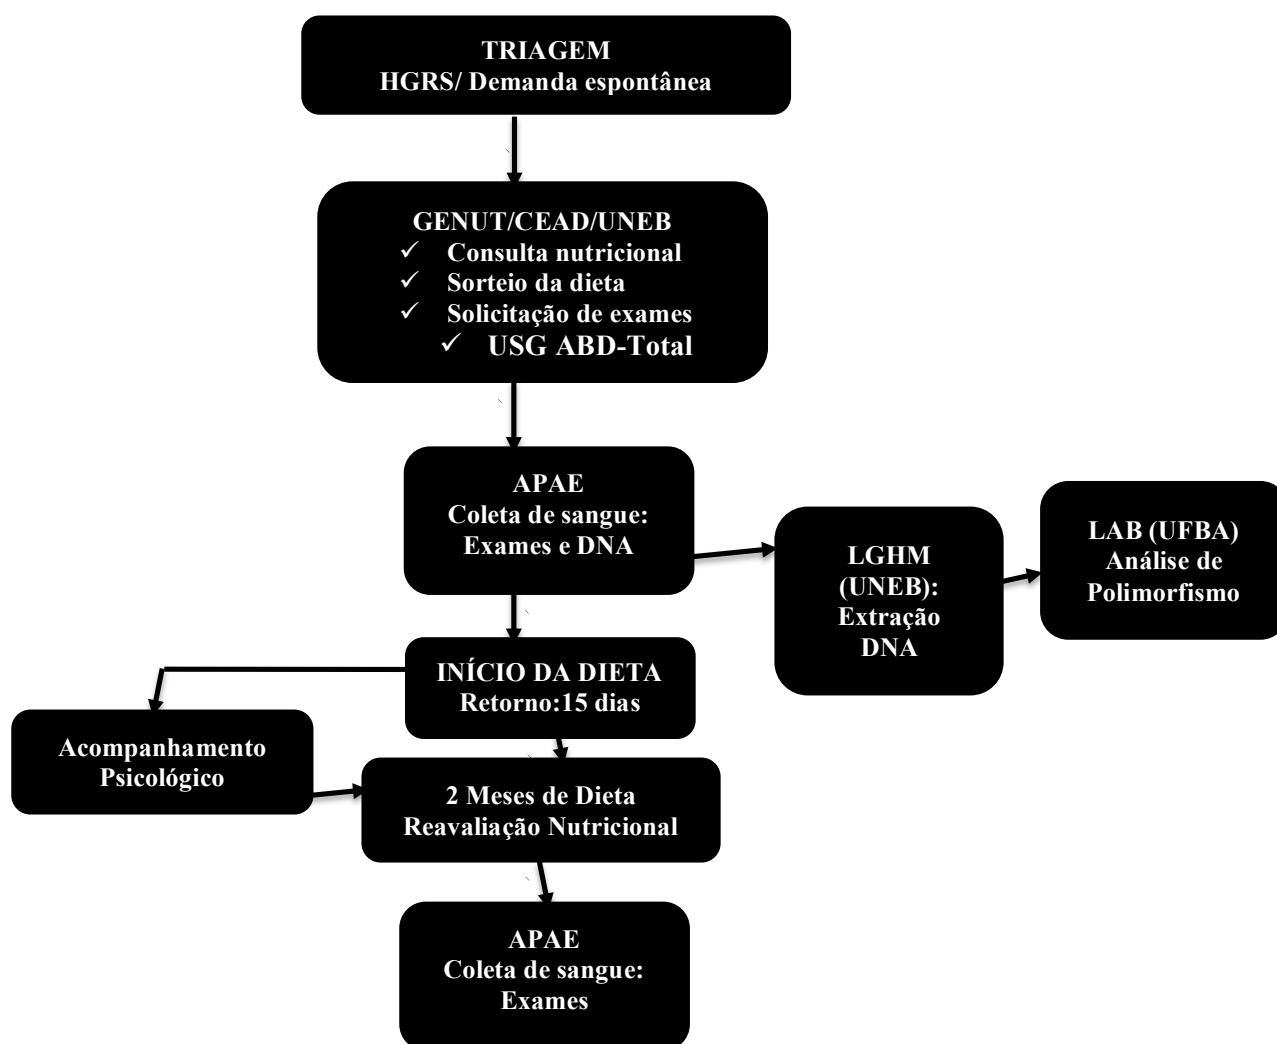 TRIAGEM
HGRS/ Demanda espontânea
GENUT/CEAD/UNEB
✓ Consulta nutricional
✓ Sorteio da dieta
✓ Solicitação de exames
✓ USG ABD-Total
APAE
Coleta de sangue:
Exames e DNA
LGHM
(UNEB):
Extração
DNA
LAB (UFBA)
Análise de
Polimorfismo
INÍCIO DA DIETA
Retorno:15 dias
Acompanhamento
Psicológico
2 Meses de Dieta
Reavaliação Nutricional
APAE
Coleta de sangue:
Exames